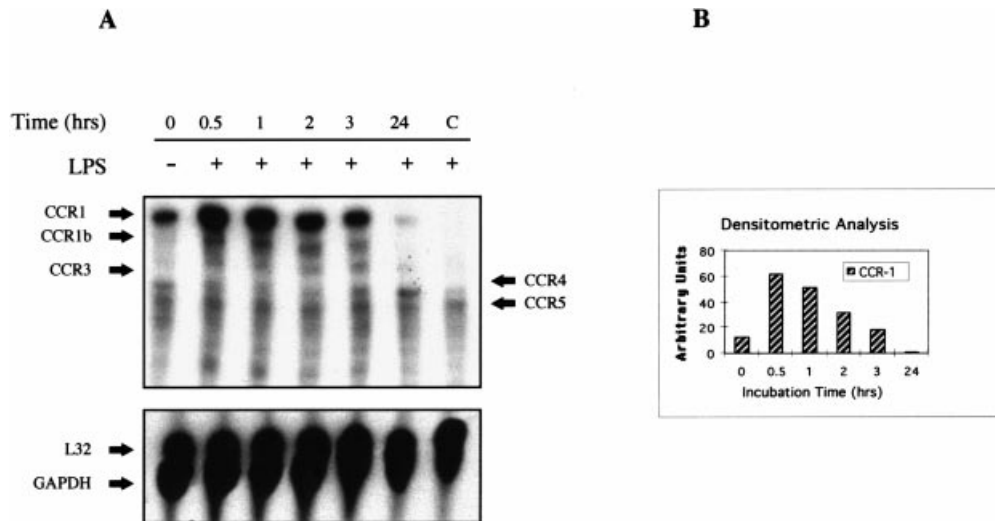 A
B
Time (hrs) 0 0.5 1 2 3 24 C
LPS - + + + + + +
CCR1
CCR1b
CCR3
CCR4
CCR5
L32
GAPDH
Densitometric Analysis
Arbitrary Units
80
60
40
20
0
CCR-1
0 0.5 1 2 3 24
Incubation Time (hrs)